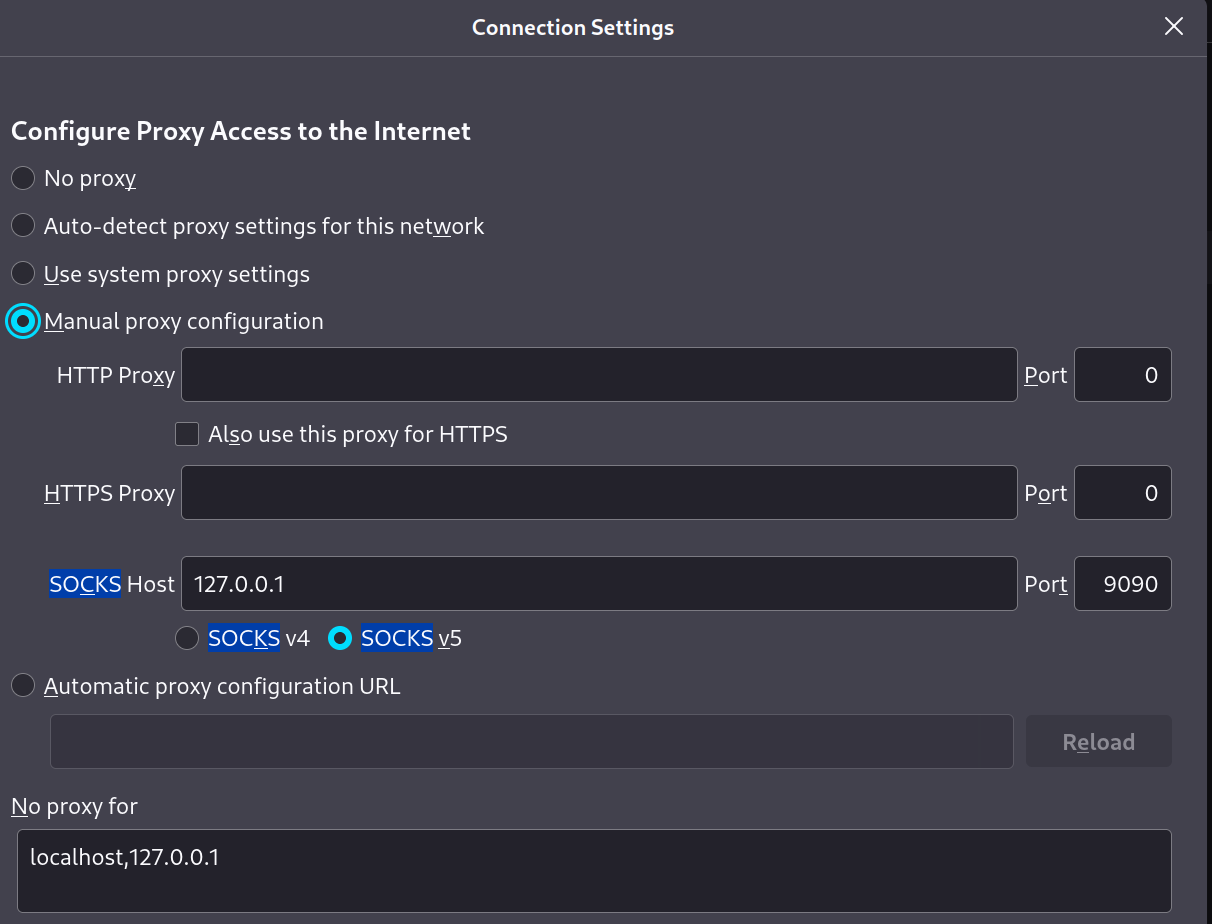 Connection Settings
Configure Proxy Access to the Internet
No proxy
Auto-detect proxy settings for this network
Use system proxy settings
Manual proxy configuration
HTTP Proxy Port 0
Also use this proxy for HTTPS
HTTPS Proxy Port 0
SOCKS Host 127.0.0.1 Port 9090
SOCKS v4 SOCKS v5
Automatic proxy configuration URL
Reload
No proxy for
localhost,127.0.0.1